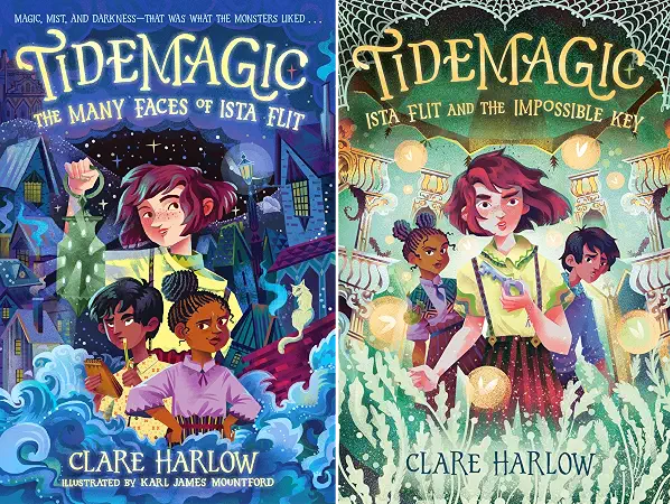 MAGIC, MIST, AND DARKNESS—THAT WAS WHAT THE MONSTERS LIKED . . .
TIDEMAGIC
THE MANY FACES OF ISTA FLIT
CLARE HARLOW
ILLUSTRATED BY KARL JAMES MOUNTFORD
TIDEMAGIC
ISTA FLIT AND THE IMPOSSIBLE KEY
CLARE HARLOW